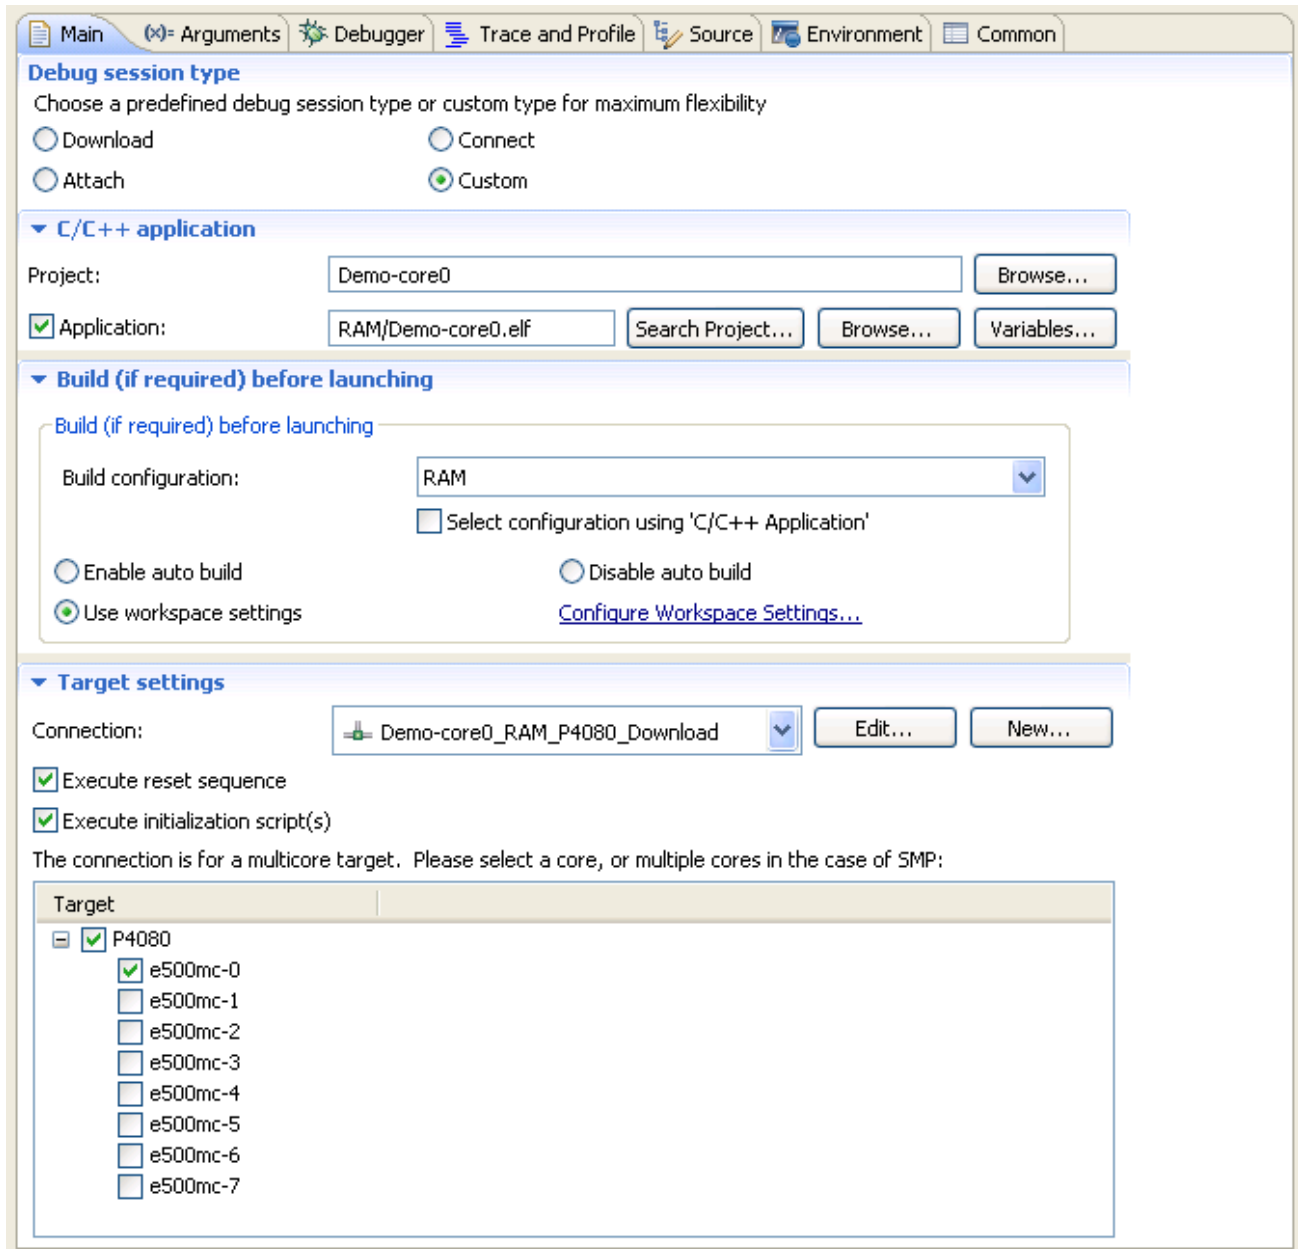 Main (x)= Arguments Debugger Trace and Profile Source Environment Common
Debug session type
Choose a predefined debug session type or custom type for maximum flexibility
Download Connect
Attach Custom
C/C++ application
Project: Demo-core0 Browse...
Application: RAM/Demo-core0.elf Search Project... Browse... Variables...
Build (if required) before launching
Build (if required) before launching
Build configuration: RAM
Select configuration using 'C/C++ Application'
Enable auto build Disable auto build
Use workspace settings Configure Workspace Settings...
Target settings
Connection: Demo-core0_RAM_P4080_Download Edit... New...
Execute reset sequence
Execute initialization script(s)
The connection is for a multicore target.  Please select a core, or multiple cores in the case of SMP:
Target
P4080
e500mc-0
e500mc-1
e500mc-2
e500mc-3
e500mc-4
e500mc-5
e500mc-6
e500mc-7